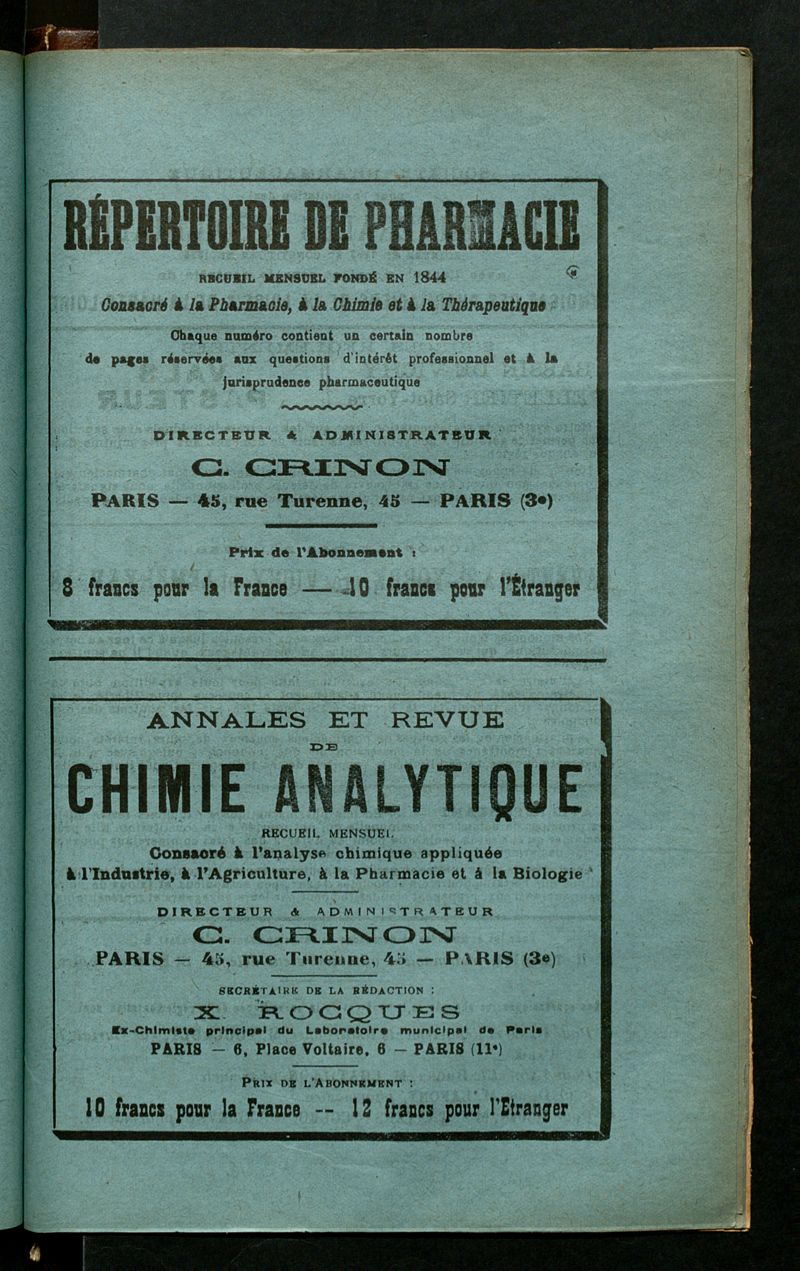 RÉPERTOIRE DE PHARMACIE
RECUEIL MENSUEL FONDÉ EN 1844
Consacré à la Pharmacie, à la Chimie et à la Thérapeutique
Chaque numéro contient un certain nombre
de pages réservées aux questions d'intérêt professionnel et à la
jurisprudence pharmaceutique
DIRECTEUR & ADMINISTRATEUR
C. CRINON
PARIS — 45, rue Turenne, 45 — PARIS (3e)
Prix de l'Abonnement :
8 francs pour la France — 10 francs pour l'Étranger
ANNALES ET REVUE
DE
CHIMIE ANALYTIQUE
RECUEIL MENSUEL
Consacré à l'analyse chimique appliquée
à l'Industrie, à l'Agriculture, à la Pharmacie et à la Biologie
DIRECTEUR & ADMINISTRATEUR
C. CRINON
PARIS — 45, rue Turenne, 45 — PARIS (3e)
SECRÉTAIRE DE LA RÉDACTION :
X. ROCQUES
Ex-Chimiste principal du Laboratoire municipal de Paris
PARIS — 6, Place Voltaire, 6 — PARIS (11e)
PRIX DE L'ABONNEMENT :
10 francs pour la France -- 12 francs pour l'Etranger